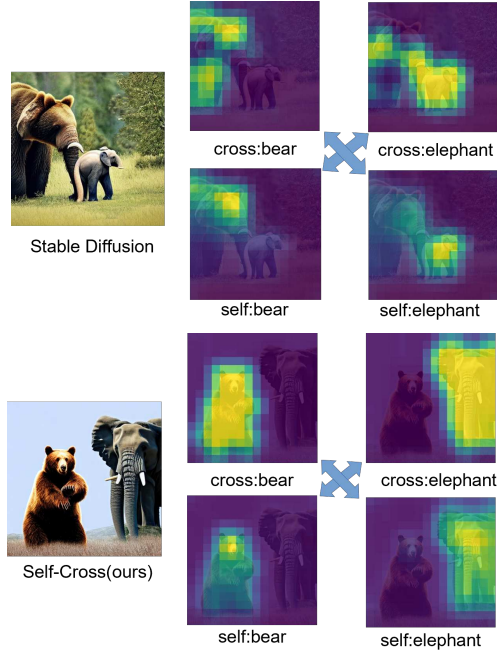 cross:bear
cross:elephant
Stable Diffusion
self:bear
self:elephant
cross:bear
cross:elephant
Self-Cross(ours)
self:bear
self:elephant